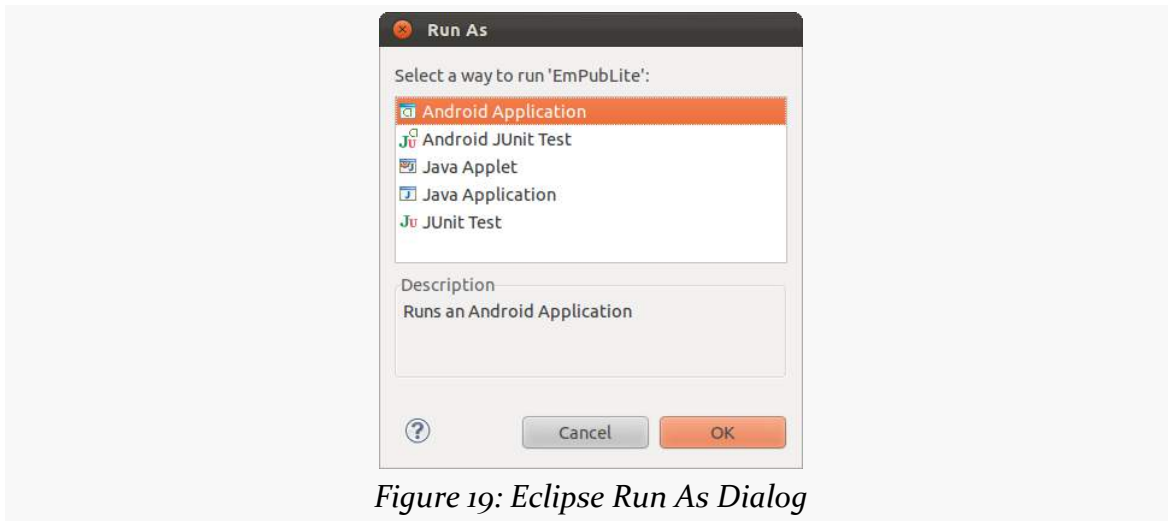 Run As
Select a way to run 'EmPubLite':
Android Application
Android JUnit Test
Java Applet
Java Application
JUnit Test
Description
Runs an Android Application
Cancel
OK
Figure 19: Eclipse Run As Dialog